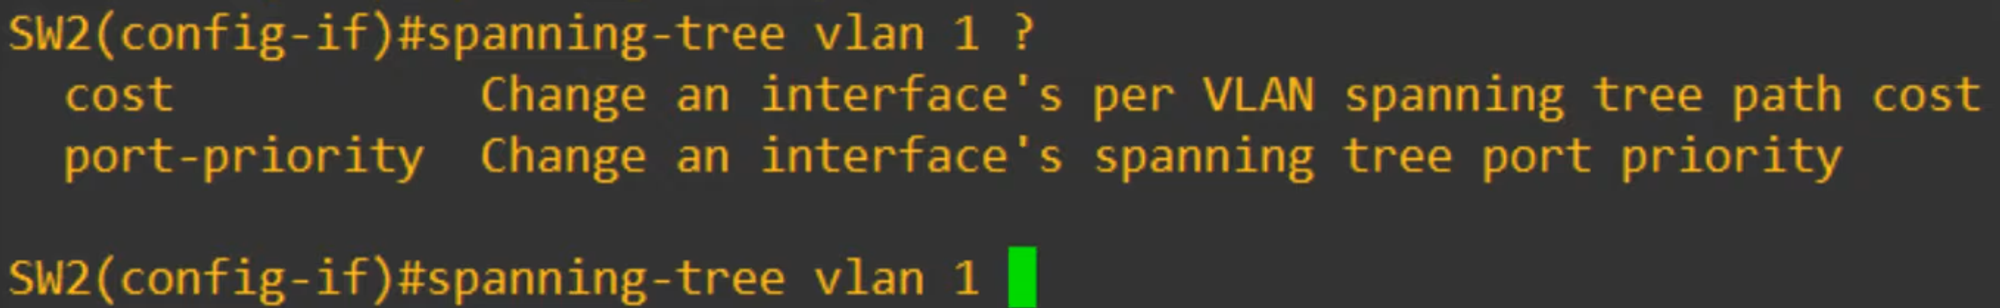 SW2(config-if)#spanning-tree vlan 1 ?
  cost           Change an interface's per VLAN spanning tree path cost
  port-priority  Change an interface's spanning tree port priority

SW2(config-if)#spanning-tree vlan 1